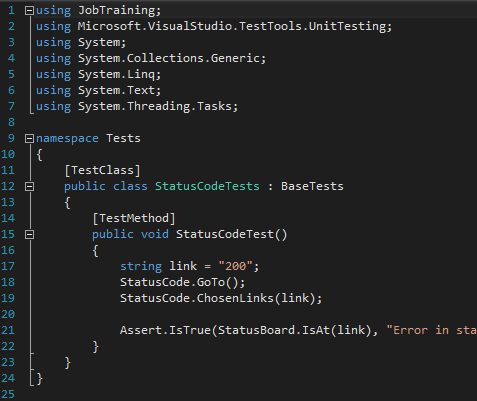 1 using JobTraining;
2 using Microsoft.VisualStudio.TestTools.UnitTesting;
3 using System;
4 using System.Collections.Generic;
5 using System.Linq;
6 using System.Text;
7 using System.Threading.Tasks;
8
9 namespace Tests
10 {
11 [TestClass]
12 public class StatusCodeTests : BaseTests
13 {
14 [TestMethod]
15 public void StatusCodeTest()
16 {
17 string link = "200";
18 StatusCode.GoTo();
19 StatusCode.ChosenLinks(link);
20
21 Assert.IsTrue(StatusBoard.IsAt(link), "Error in sta
22 }
23 }
24 }
25